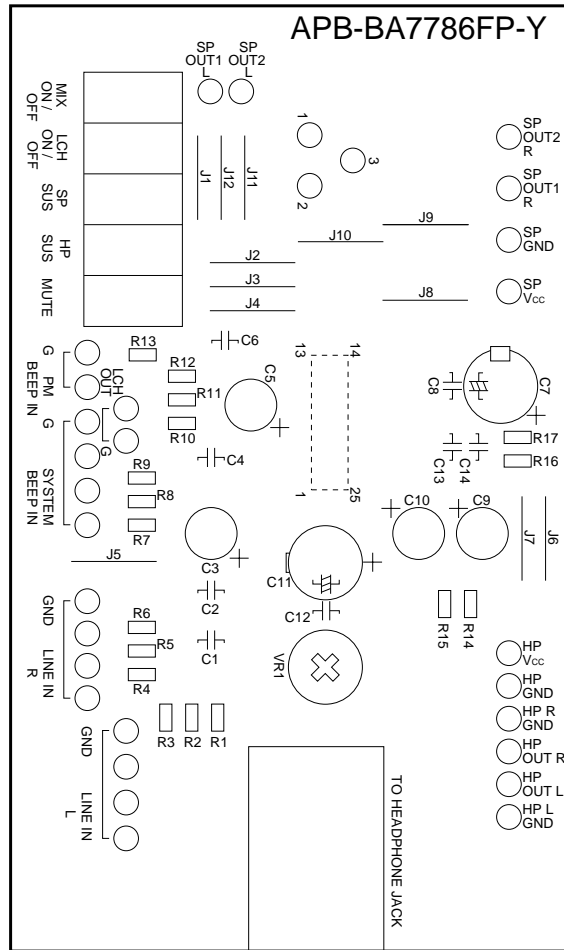 APB-BA7786FP-Y
SP
OUT1
L
SP
OUT2
MIX
ON /
OFF
LCH
ON /
OFF
SP
SUS
HP
SUS
MUTE
J1
J12
J11
1
2
3
SP
OUT2
R
SP
OUT1
R
SP
GND
SP
Vcc
J9
J10
J8
J2
J3
J4
G
PM
BEEP IN
LCH
OUT
G
G
SYSTEM
BEEP IN
R13
R12
R11
R10
C6
C5
C4
13
14
1
25
C8
C7
C13
C14
R17
R16
R9
R8
R7
C10
C9
J7
J6
J5
C3
C2
C1
C11
C12
VR1
R15
R14
GND
LINE IN
R
R6
R5
R4
GND
LINE IN
L
R3
R2
R1
HP
Vcc
HP
GND
HP R
GND
HP
OUT R
HP
OUT L
HP L
GND
TO HEADPHONE JACK